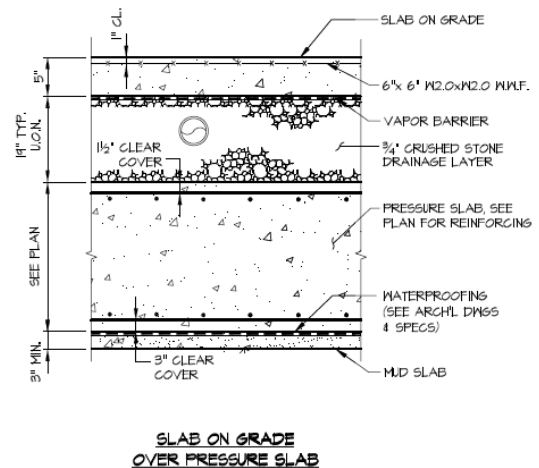 1" CL.
SLAB ON GRADE
5"
6"x 6" W2.0xW2.0 W.W.F.
VAPOR BARRIER
19" TYP.
U.O.N.
1½" CLEAR
COVER
¾" CRUSHED STONE
DRAINAGE LAYER
SEE PLAN
PRESSURE SLAB, SEE
PLAN FOR REINFORCING
WATERPROOFING
(SEE ARCH'L DWGS
& SPECS)
3" MIN.
3" CLEAR
COVER
MUD SLAB
SLAB ON GRADE
OVER PRESSURE SLAB